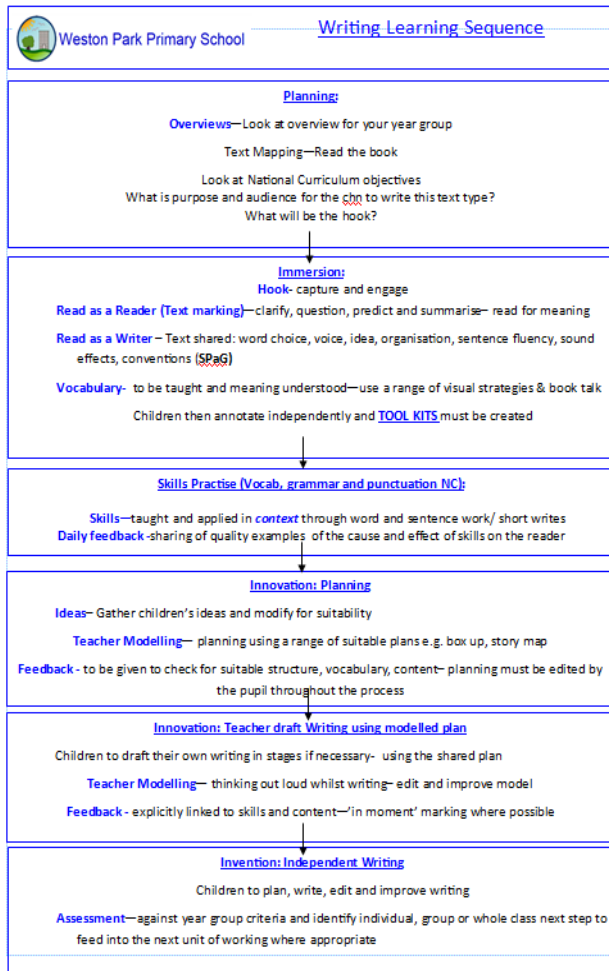 Weston Park Primary School
Writing Learning Sequence
Planning:
Overviews—Look at overview for your year group
Text Mapping—Read the book
Look at National Curriculum objectives
What is purpose and audience for the chn to write this text type?
What will be the hook?
Immersion:
Hook- capture and engage
Read as a Reader (Text marking)—clarify, question, predict and summarise– read for meaning
Read as a Writer – Text shared: word choice, voice, idea, organisation, sentence fluency, sound
effects, conventions (SPaG)
Vocabulary- to be taught and meaning understood—use a range of visual strategies & book talk
Children then annotate independently and TOOL KITS must be created
Skills Practise (Vocab, grammar and punctuation NC):
Skills—taught and applied in context through word and sentence work/ short writes
Daily feedback -sharing of quality examples of the cause and effect of skills on the reader
Innovation: Planning
Ideas– Gather children's ideas and modify for suitability
Teacher Modelling— planning using a range of suitable plans e.g. box up, story map
Feedback - to be given to check for suitable structure, vocabulary, content– planning must be edited by
the pupil throughout the process
Innovation: Teacher draft Writing using modelled plan
Children to draft their own writing in stages if necessary- using the shared plan
Teacher Modelling— thinking out loud whilst writing– edit and improve model
Feedback - explicitly linked to skills and content—'in moment' marking where possible
Invention: Independent Writing
Children to plan, write, edit and improve writing
Assessment—against year group criteria and identify individual, group or whole class next step to
feed into the next unit of working where appropriate